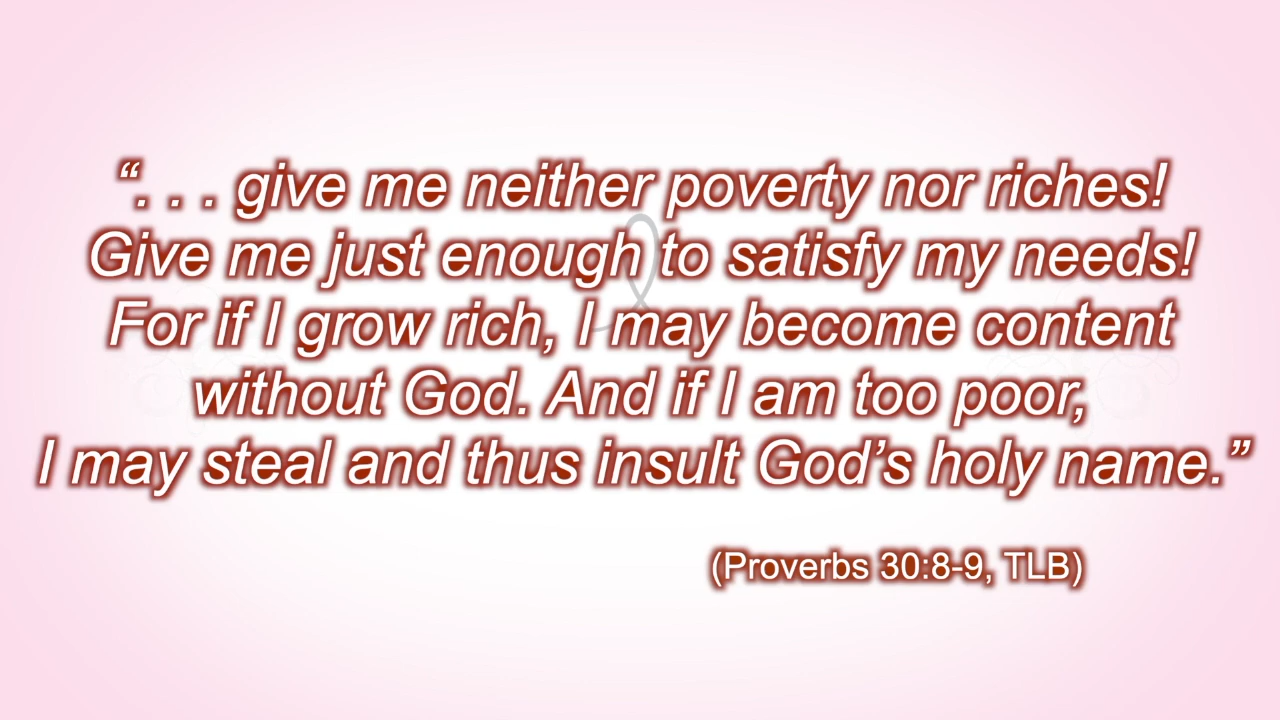 “. . . give me neither poverty nor riches!
Give me just enough to satisfy my needs!
For if I grow rich, I may become content
without God. And if I am too poor,
I may steal and thus insult God’s holy name.”
(Proverbs 30:8-9, TLB)